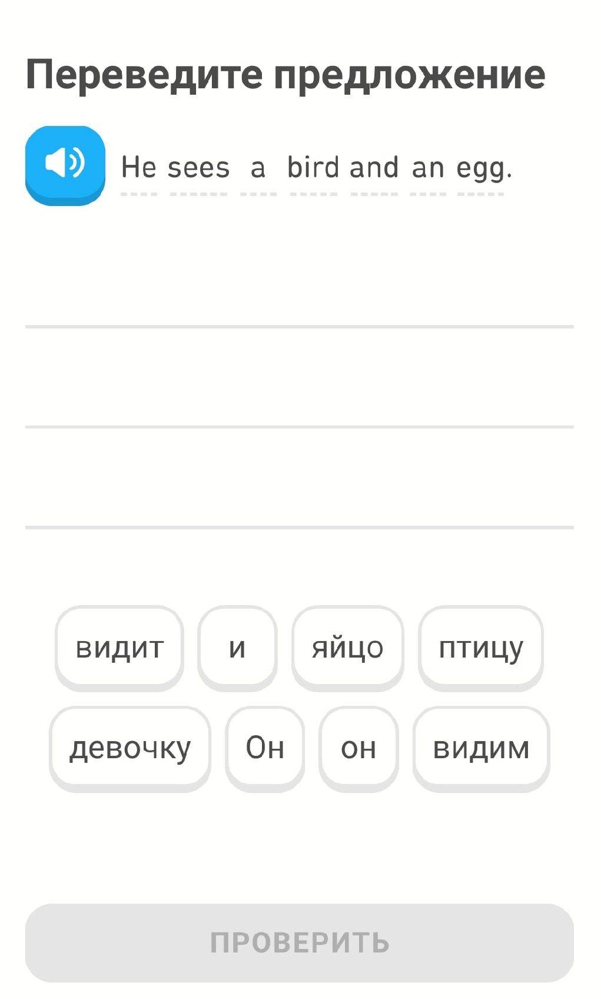 Переведите предложение
He sees a bird and an egg.
видит и яйцо птицу
девочку Он он видим
ПРОВЕРИТЬ